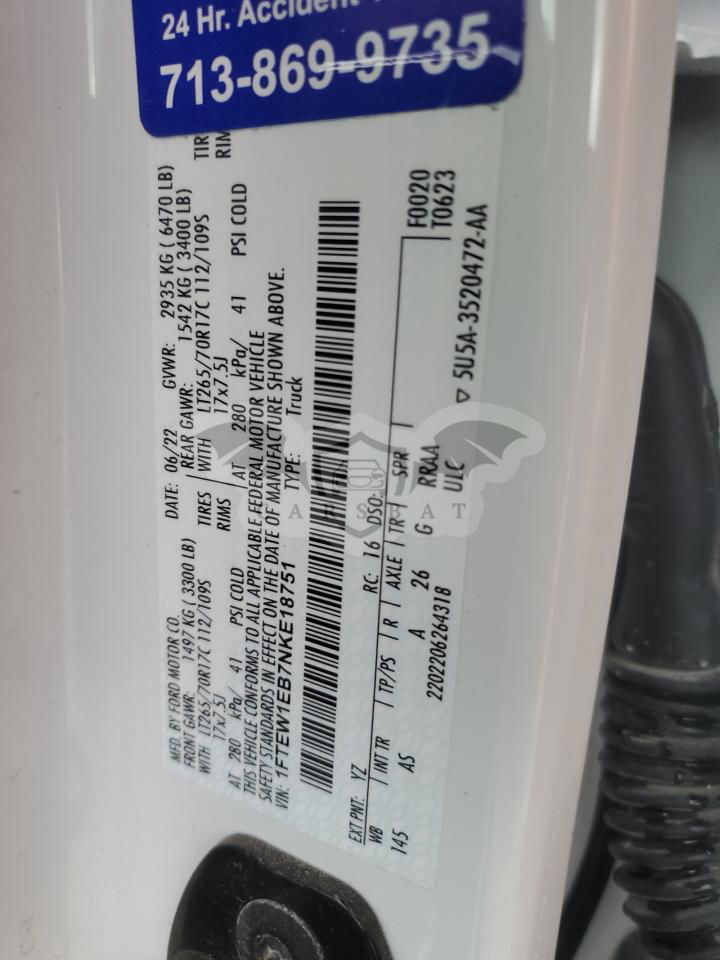 24 Hr. Accident
713-869-9735
MFD. BY FORD MOTOR CO.
DATE: 06/22 GVWR: 2935 KG ( 6470 LB)
FRONT GAWR: 1497 KG ( 3300 LB)
REAR GAWR: 1542 KG ( 3400 LB)
WITH LT265/70R17C 112/109S TIRES
WITH LT265/70R17C 112/109S TIR
17x7.5J RIMS
17x7.5J RIM
AT 280 kPa/ 41 PSI COLD
AT 280 kPa/ 41 PSI COLD
THIS VEHICLE CONFORMS TO ALL APPLICABLE FEDERAL MOTOR VEHICLE
SAFETY STANDARDS IN EFFECT ON THE DATE OF MANUFACTURE SHOWN ABOVE.
VIN: 1FTEW1EB7NKE18751 TYPE: Truck
EXT PNT: YZ RC: 16 DSO:
WB INT TR TP/PS R AXLE TR SPR F0020
145 AS A 26 G RRAA T0623
2202206264318 ULC
5U5A-3520472-AA
ARSBAT